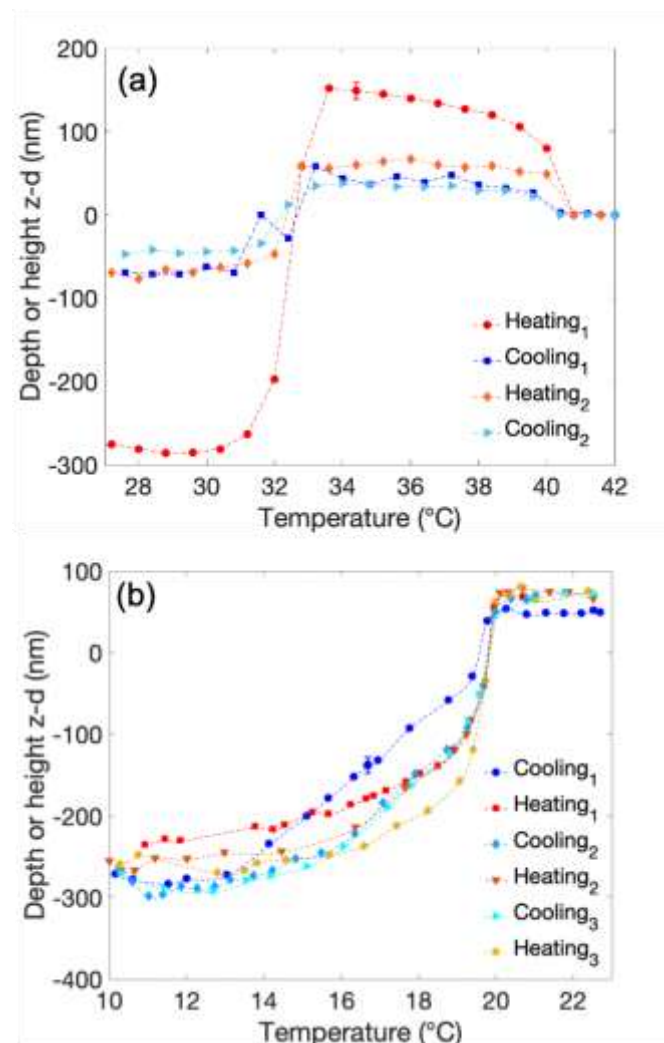 (a)
Depth or height z-d (nm)
200
100
0
-100
-200
-300
28 30 32 34 36 38 40 42
Temperature (°C)
Heating1
Cooling1
Heating2
Cooling2
(b)
Depth or height z-d (nm)
100
0
-100
-200
-300
-400
10 12 14 16 18 20 22
Temperature (°C)
Cooling1
Heating1
Cooling2
Heating2
Cooling3
Heating3